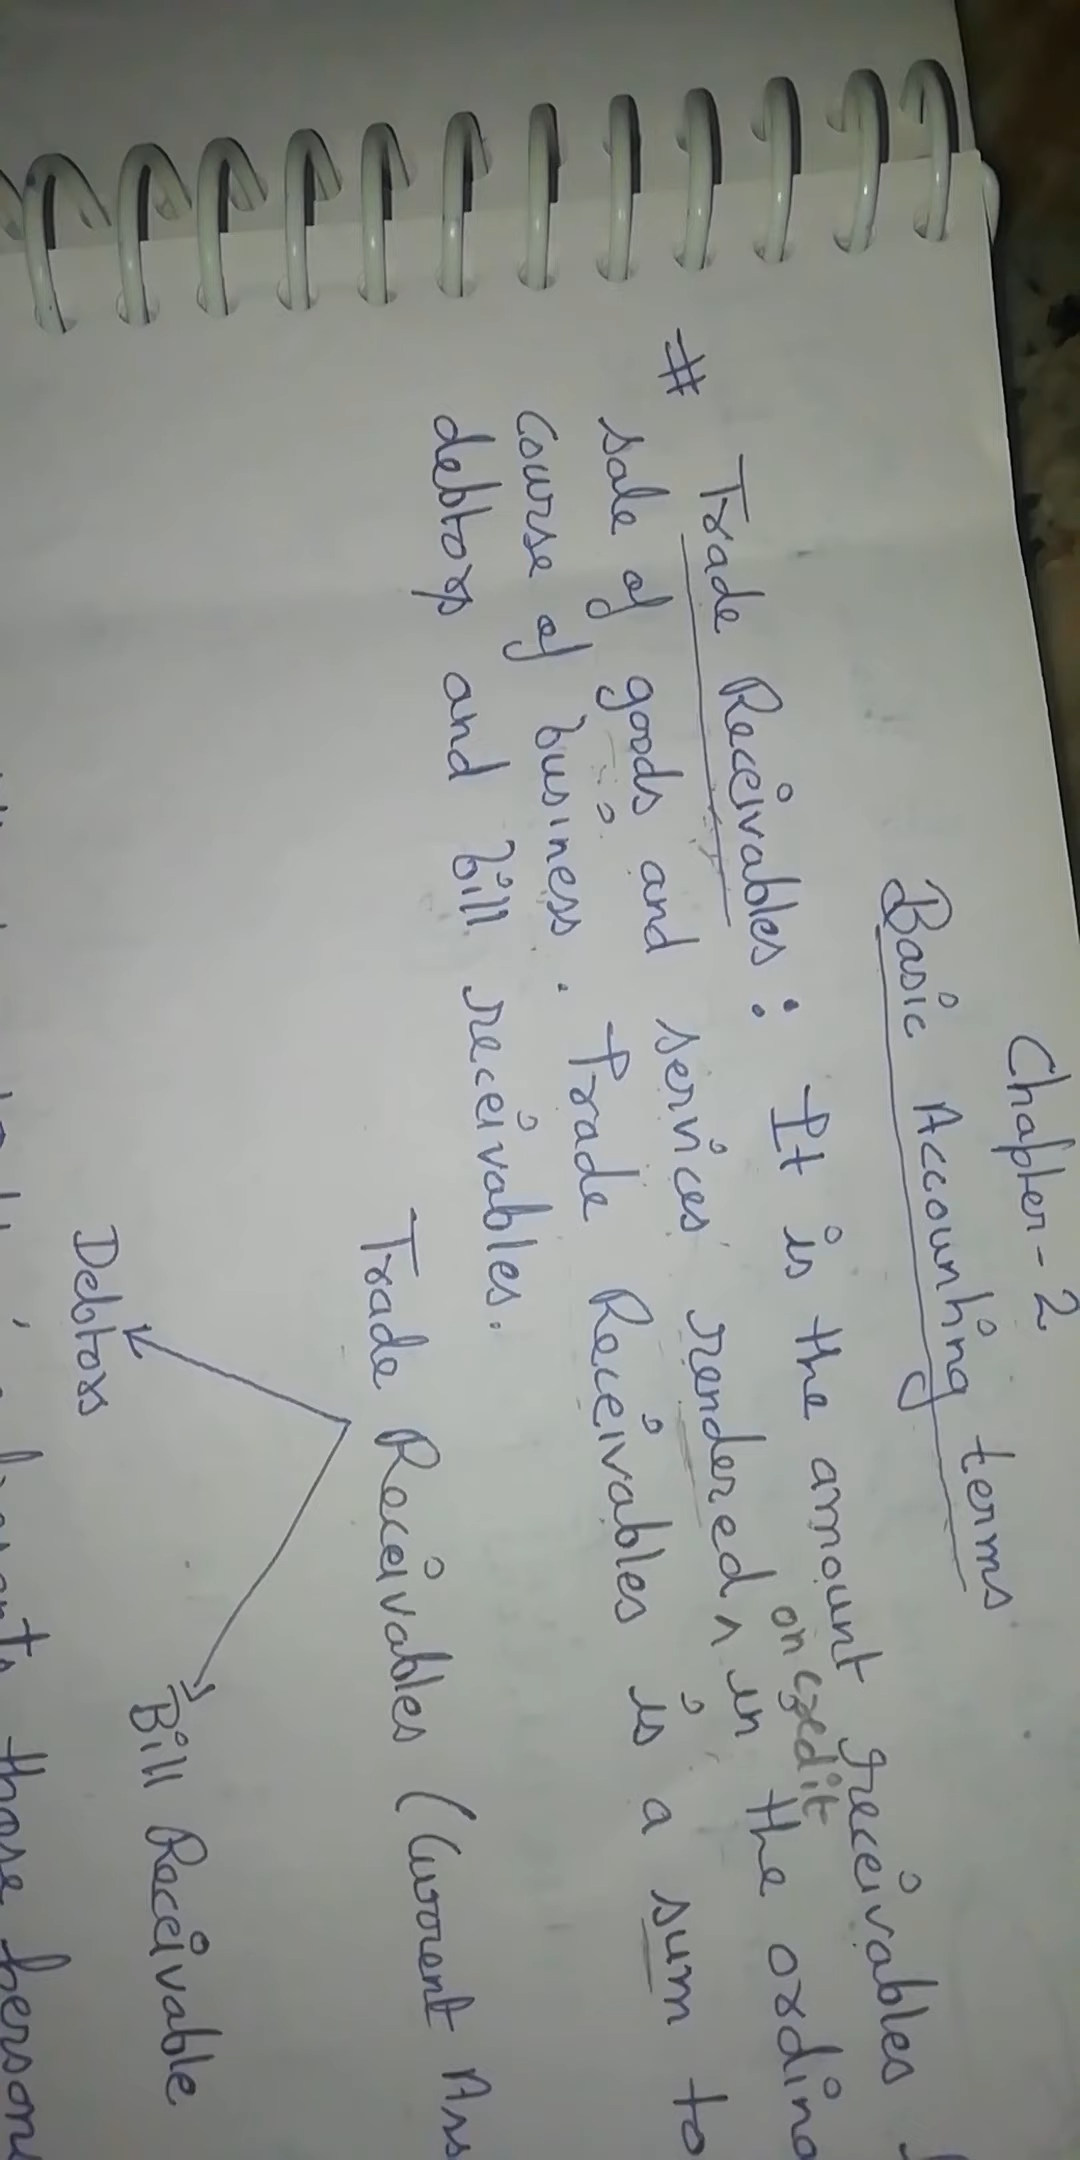 Chapter-2
Basic Accounting terms
# Trade Receivables: It is the amount receivables
on credit
sale of goods and services rendered ^ in the ordina
course of business. Trade Receivables is a sum to
debtors and bill receivables.
Trade Receivables (Current Ass
Debtors Bill Receivable
those person